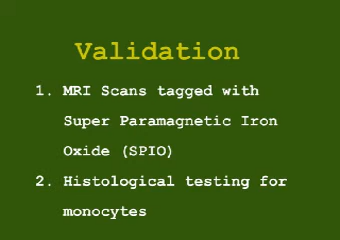 Validation
1. MRI Scans tagged with
Super Paramagnetic Iron
Oxide (SPIO)
2. Histological testing for
monocytes